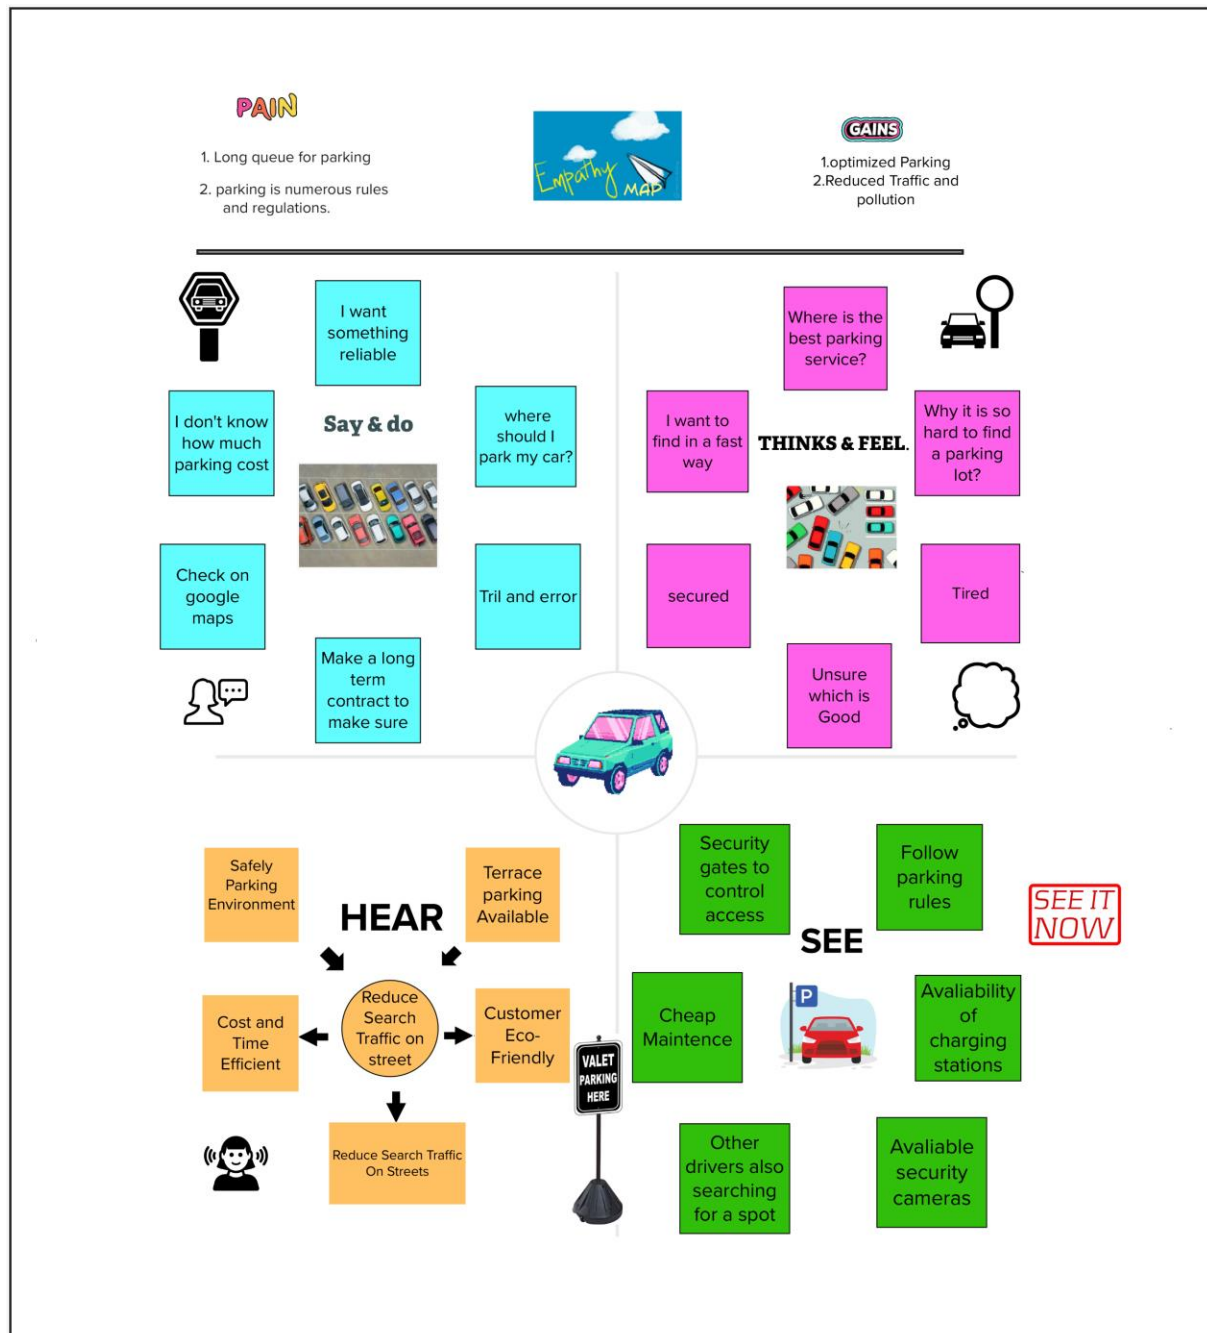 PAIN
1. Long queue for parking
2. parking is numerous rules
and regulations.
Empathy
MAP
GAINS
1.optimized Parking
2.Reduced Traffic and
pollution
I want
something
reliable
I don't know
how much
parking cost
Say & do
where
should I
park my car?
Check on
google
maps
Tril and error
Make a long
term
contract to
make sure
Where is the
best parking
service?
I want to
find in a fast
way
THINKS & FEEL.
Why it is so
hard to find
a parking
lot?
secured
Tired
Unsure
which is
Good
Safely
Parking
Environment
HEAR
Terrace
parking
Available
Cost and
Time
Efficient
Reduce
Search
Traffic on
street
Customer
Eco-
Friendly
Reduce Search Traffic
On Streets
VALET
PARKING
HERE
Security
gates to
control
access
Follow
parking
rules
SEE
SEE IT
NOW
Cheap
Maintence
P
Avaliability
of
charging
stations
Other
drivers also
searching
for a spot
Avaliable
security
cameras